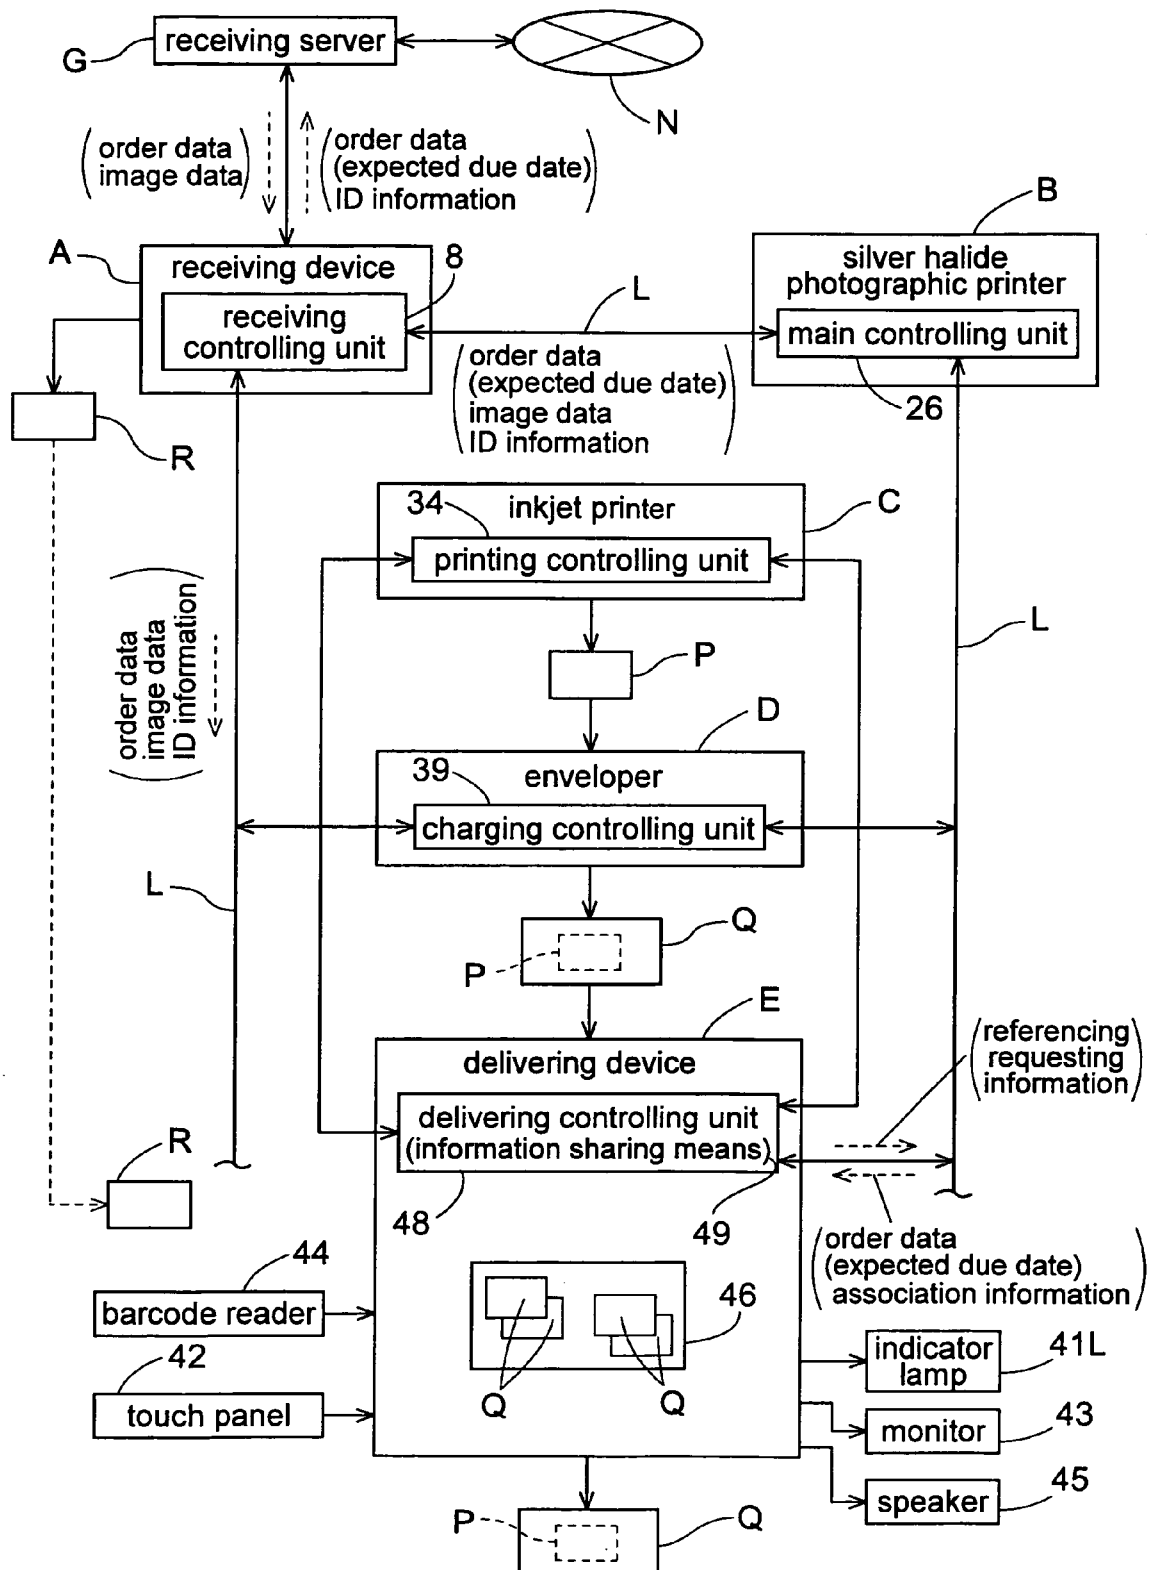 receiving server
G
N
(order data
image data)
(order data
(expected due date)
ID information)
A
receiving device
8
receiving
controlling unit
L
B
silver halide
photographic printer
main controlling unit
26
(order data
(expected due date)
image data
ID information)
R
34
inkjet printer
C
printing controlling unit
(order data
image data
ID information)
P
L
D
39
enveloper
charging controlling unit
L
Q
P
E
delivering device
(referencing
requesting
information)
delivering controlling unit
(information sharing means)
R
48
49
(order data
(expected due date)
association information)
44
barcode reader
46
Q
Q
42
touch panel
indicator
lamp
41L
monitor
43
speaker
45
P
Q